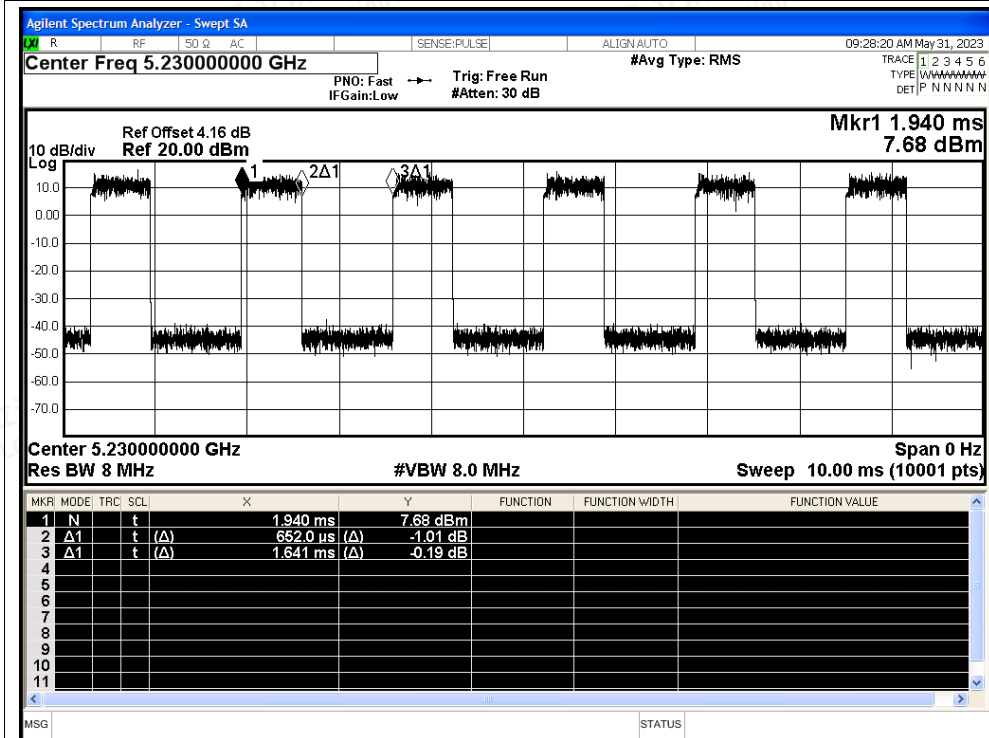 Agilent Spectrum Analyzer - Swept SA
LXI R RF 50 Ω AC SENSE:PULSE ALIGN AUTO 09:28:20 AM May 31, 2023
Center Freq 5.230000000 GHz #Avg Type: RMS TRACE 1 2 3 4 5 6
PNO: Fast Trig: Free Run TYPE
IFGain:Low #Atten: 30 dB DET P N N N N N
Mkr1 1.940 ms
Ref Offset 4.16 dB
10 dB/div Ref 20.00 dBm 7.68 dBm
Log
1 2Δ1 3Δ1
10.0
0.00
-10.0
-20.0
-30.0
-40.0
-50.0
-60.0
-70.0
Center 5.230000000 GHz Span 0 Hz
Res BW 8 MHz #VBW 8.0 MHz Sweep 10.00 ms (10001 pts)
MKR MODE TRC SCL X Y FUNCTION FUNCTION WIDTH FUNCTION VALUE
1 N t 1.940 ms 7.68 dBm
2 Δ1 t (Δ) 652.0 µs (Δ) -1.01 dB
3 Δ1 t (Δ) 1.641 ms (Δ) -0.19 dB
4
5
6
7
8
9
10
11
MSG STATUS